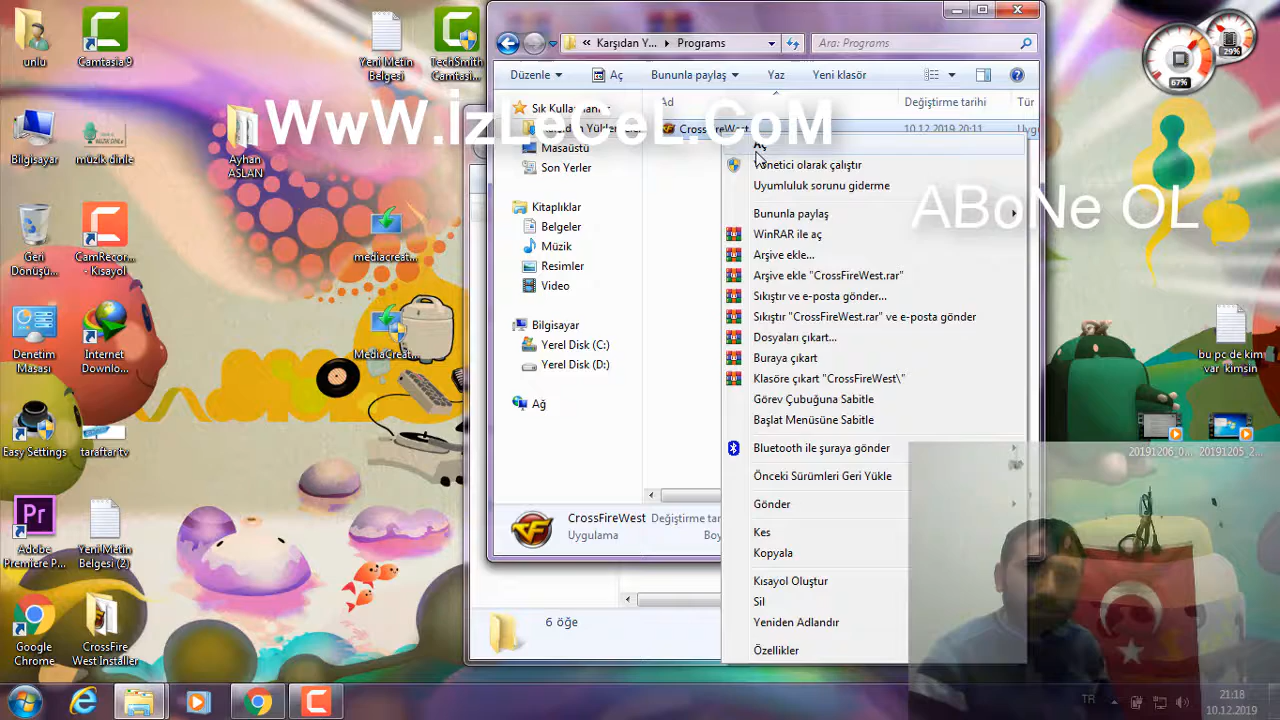 unlu
Camtasia 9
Yeni Metin Belgesi
TechSmith Camtasi...
Bilgisayar
müzik dinle
Ayhan ASLAN
Geri Dönüşü...
CamRecor... - Kısayol
mediacreat...
Denetim Masası
Internet Downlo...
MediaCreat...
Easy Settings
taraftar tv
Adobe Premiere P...
Yeni Metin Belgesi (2)
Google Chrome
CrossFire West Installer
WwW.İzLeCeL.CoM
ABoNe OL
« Karşıdan Y... Programs
Ara: Programs
Düzenle
Aç
Bununla paylaş
Yaz
Yeni klasör
Sık Kullanılanlar
Masaüstü
Son Yerler
Kitaplıklar
Belgeler
Müzik
Resimler
Video
Bilgisayar
Yerel Disk (C:)
Yerel Disk (D:)
Ağ
Ad
Değiştirme tarihi
Tür
CrossFireWest
10.12.2019 20:11
Uygu
Aç
Yönetici olarak çalıştır
Uyumluluk sorunu giderme
Bununla paylaş
WinRAR ile aç
Arşive ekle...
Arşive ekle "CrossFireWest.rar"
Sıkıştır ve e-posta gönder...
Sıkıştır "CrossFireWest.rar" ve e-posta gönder
Dosyaları çıkart...
Buraya çıkart
Klasöre çıkart "CrossFireWest\"
Görev Çubuğuna Sabitle
Başlat Menüsüne Sabitle
Bluetooth ile şuraya gönder
Önceki Sürümleri Geri Yükle
Gönder
Kes
Kopyala
Kısayol Oluştur
Sil
Yeniden Adlandır
Özellikler
CrossFireWest Değiştirme tar
Uygulama Boy
6 öğe
67%
29%
bu pc de kim var kimsin
20191206_0...
20191205_2...
TR
21:18
10.12.2019